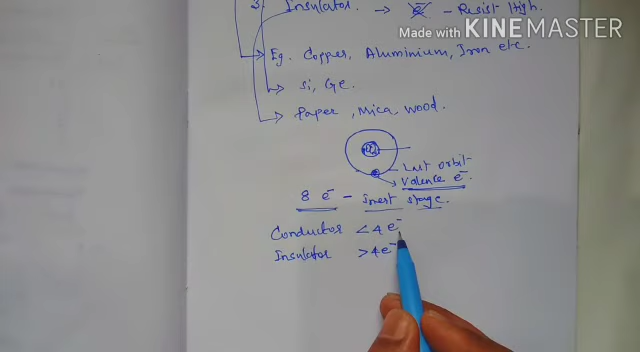 3. Insulator → e⁻ - Resist High.
Made with KINEMASTER
Eg. Copper, Aluminium, Iron etc.
Si, Ge
Paper, Mica, Wood.
Last orbit
Valence e⁻.
8 e⁻ - Inert stage.
Conductor < 4 e⁻
Insulator > 4 e⁻